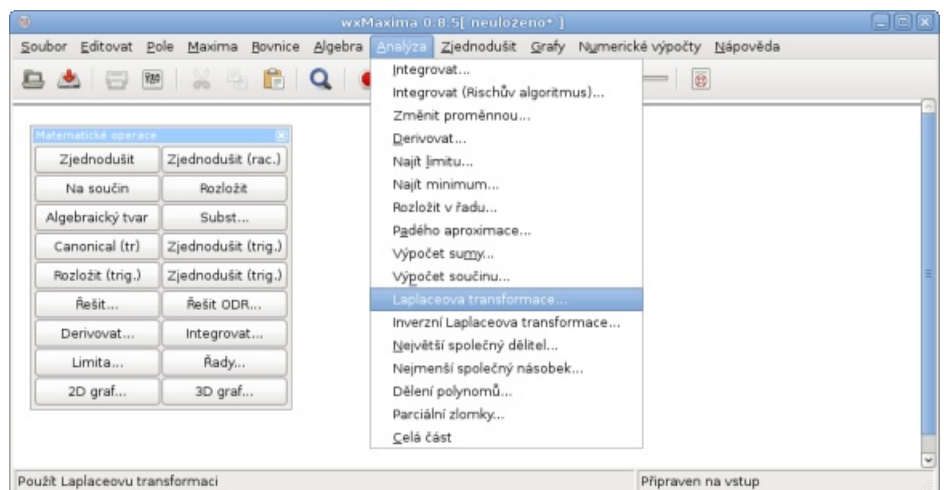 wxMaxima 0.8.5[ neuloženo* ]
Soubor Editovat Pole Maxima Rovnice Algebra Analýza Zjednodušit Grafy Numerické výpočty Nápověda
Integrovat...
Integrovat (Rischův algoritmus)...
Změnit proměnnou...
Derivovat...
Najít limitu...
Najít minimum...
Rozložit v řadu...
Padého aproximace...
Výpočet sumy...
Výpočet součinu...
Laplaceova transformace...
Inverzní Laplaceova transformace...
Největší společný dělitel...
Nejmenší společný násobek...
Dělení polynomů...
Parciální zlomky...
Celá část
Matematické operace
Zjednodušit Zjednodušit (rac.)
Na součin Rozložit
Algebraický tvar Subst...
Canonical (tr) Zjednodušit (trig.)
Rozložit (trig.) Zjednodušit (trig.)
Řešit... Řešit ODR...
Derivovat... Integrovat...
Limita... Řady...
2D graf... 3D graf...
Použít Laplaceovu transformaci Připraven na vstup